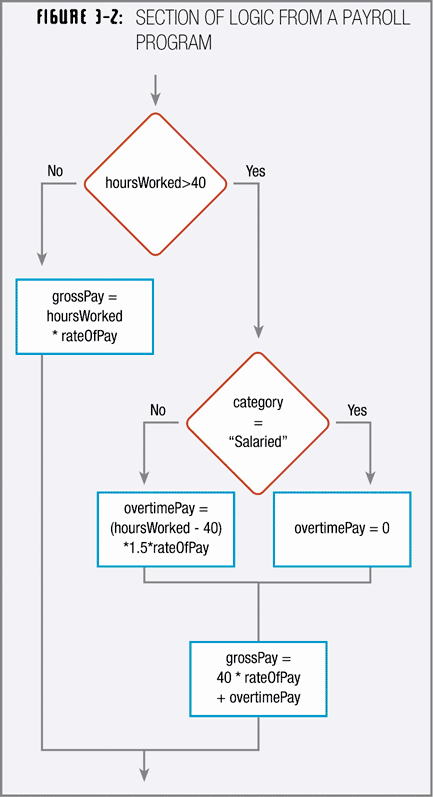 FIGURE 3-2: SECTION OF LOGIC FROM A PAYROLL
PROGRAM
No
hoursWorked>40
Yes
grossPay =
hoursWorked
* rateOfPay
No
category
=
“Salaried”
Yes
overtimePay =
(hoursWorked - 40)
*1.5*rateOfPay
overtimePay = 0
grossPay =
40 * rateOfPay
+ overtimePay